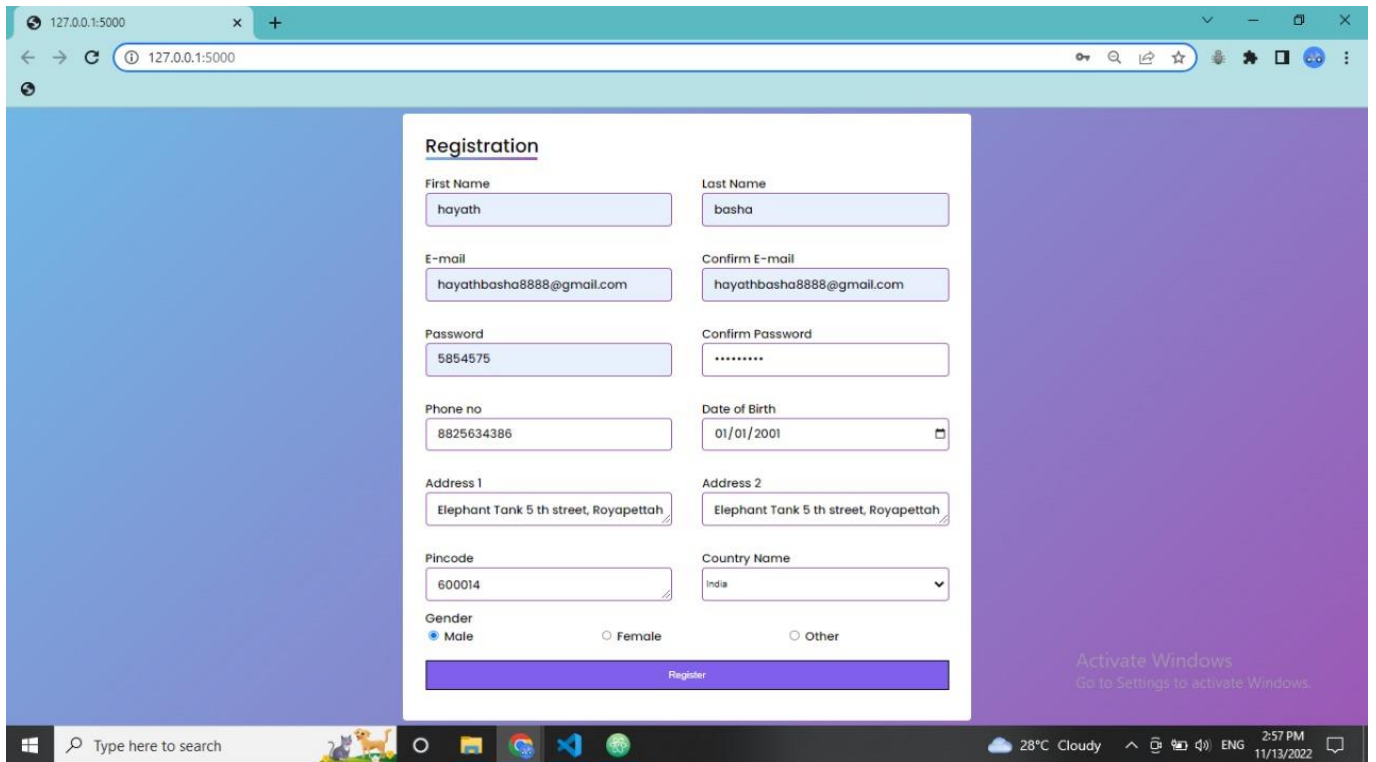 127.0.0.1:5000
127.0.0.1:5000
Registration
First Name Last Name
hayath basha
E-mail Confirm E-mail
hayathbasha8888@gmail.com hayathbasha8888@gmail.com
Password Confirm Password
5854575 •••••••••
Phone no Date of Birth
8825634386 01/01/2001
Address 1 Address 2
Elephant Tank 5 th street, Royapettah Elephant Tank 5 th street, Royapettah
Pincode Country Name
600014 India
Gender
Male Female Other
Register
Activate Windows
Go to Settings to activate Windows.
Type here to search 28°C Cloudy ENG 2:57 PM
11/13/2022